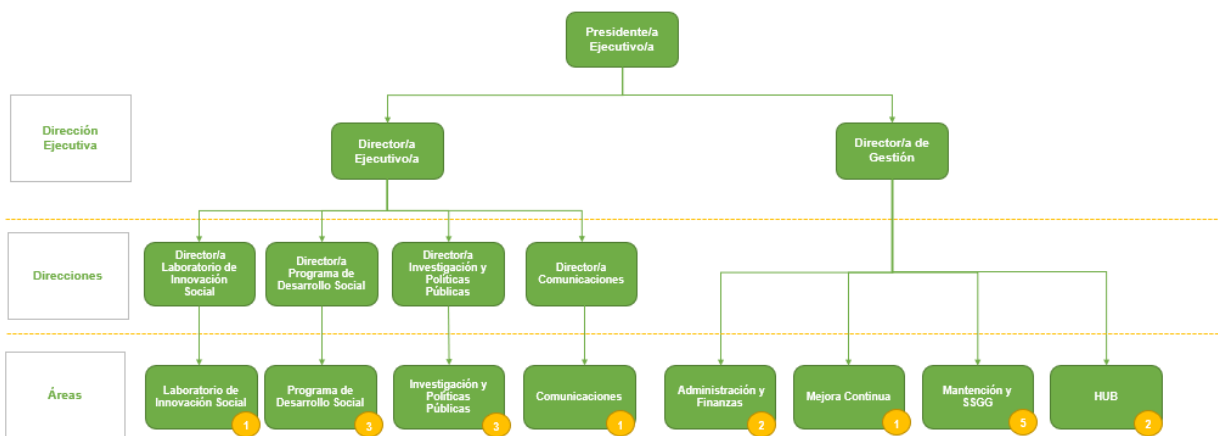 Presidente/a
Ejecutivo/a
Dirección
Ejecutiva
Director/a
Ejecutivo/a
Director/a de
Gestión
Direcciones
Director/a
Laboratorio de
Innovación
Social
Director/a
Programa de
Desarrollo Social
Director/a
Investigación y
Políticas
Públicas
Director/a
Comunicaciones
Áreas
Laboratorio de
Innovación Social
1
Programa de
Desarrollo Social
3
Investigación y
Políticas
Públicas
3
Comunicaciones
1
Administración y
Finanzas
2
Mejora Continua
1
Mantención y
SSGG
5
HUB
2